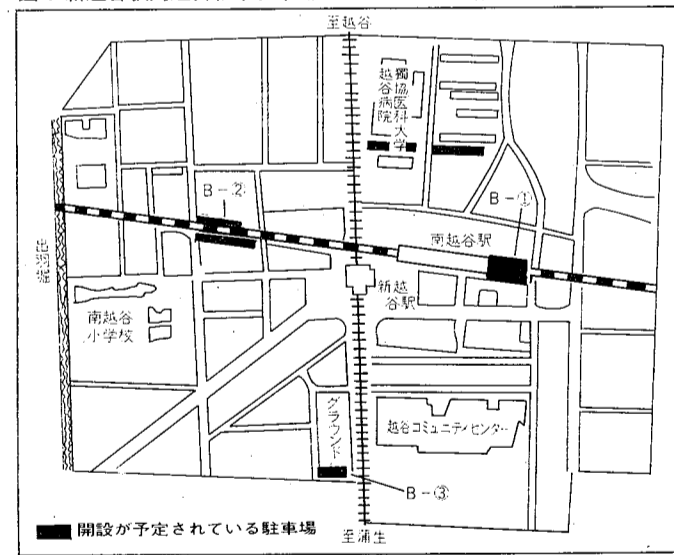 至越谷
獨協医科大学
越谷病院
B-②
B-①
南越谷駅
出羽堀
新越
谷駅
南越谷
小学校
グラウンド
越谷コミュニティセンター
B-③
開設が予定されている駐車場
至蒲生